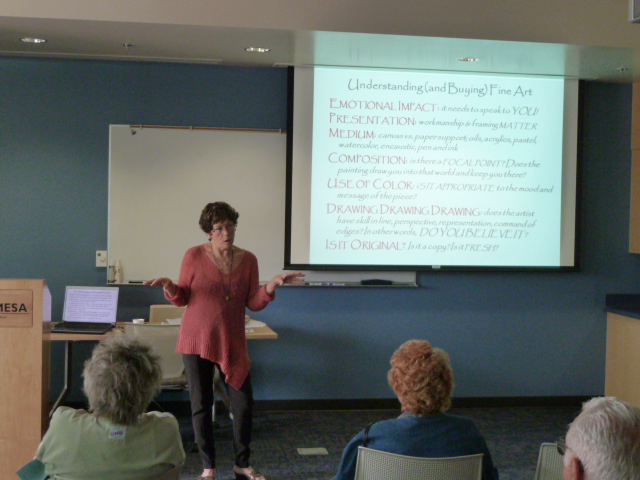 Understanding (and Buying) Fine Art
EMOTIONAL IMPACT: it needs to speak to YOU!
PRESENTATION: workmanship & framing MATTER
MEDIUM: canvas vs. paper support; oils, acrylics, pastel,
watercolor, encaustic, pen and ink
COMPOSITION: is there a FOCAL POINT? Does the
painting draw you into that world and keep you there?
USE OF COLOR: IS IT APPROPRIATE to the mood and
message of the piece?
DRAWING DRAWING DRAWING: does the artist
have skill in line, perspective, representation, command of
edges? In other words, DO YOU BELIEVE IT?
IS IT ORIGINAL? Is it a copy? Is it FRESH?
MESA